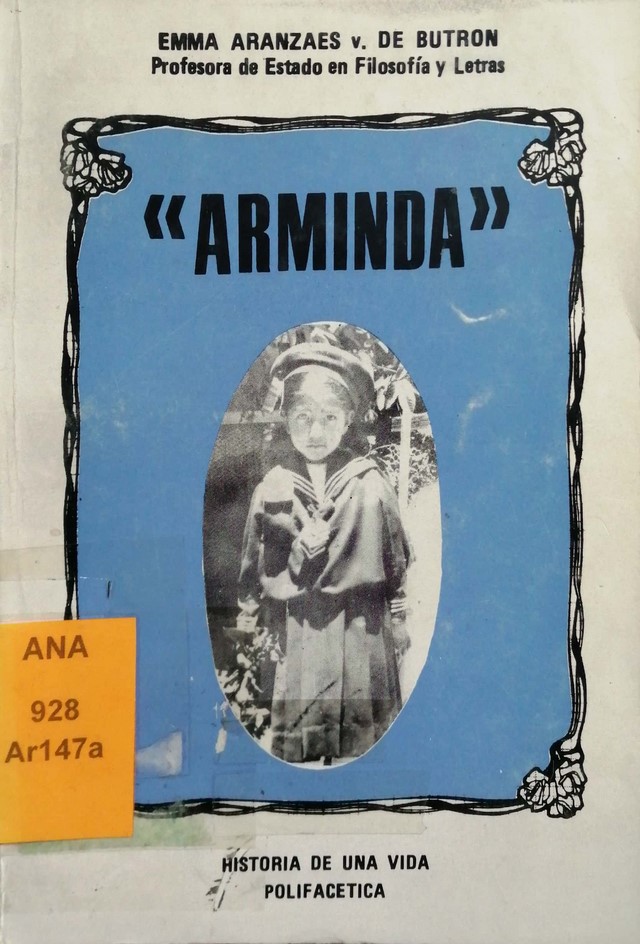 EMMA ARANZAES v. DE BUTRON
Profesora de Estado en Filosofía y Letras
«ARMINDA»
ANA
928
Ar147a
HISTORIA DE UNA VIDA
POLIFACETICA